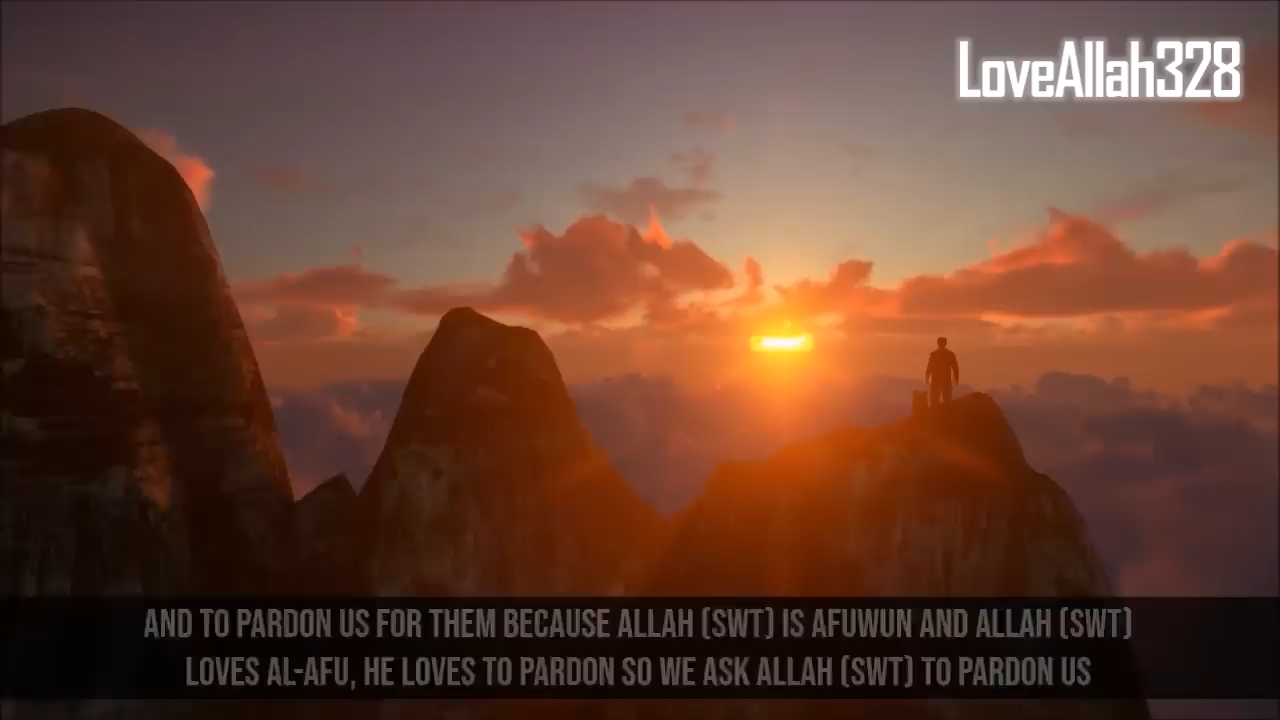 LoveAllah328
AND TO PARDON US FOR THEM BECAUSE ALLAH (SWT) IS AFUWUN AND ALLAH (SWT)
LOVES AL-AFU, HE LOVES TO PARDON SO WE ASK ALLAH (SWT) TO PARDON US